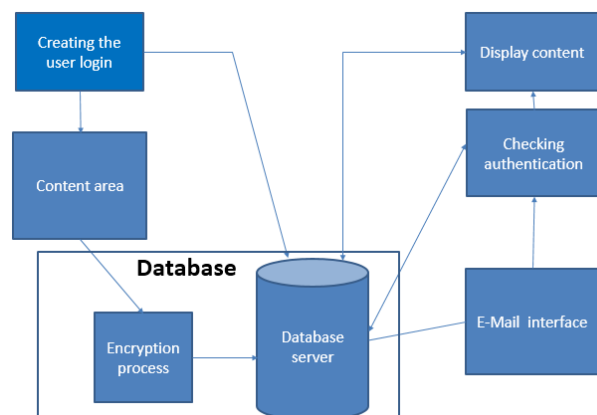 Creating the
user login
Display content
Checking
authentication
Content area
Database
Encryption
process
Database
server
E-Mail interface